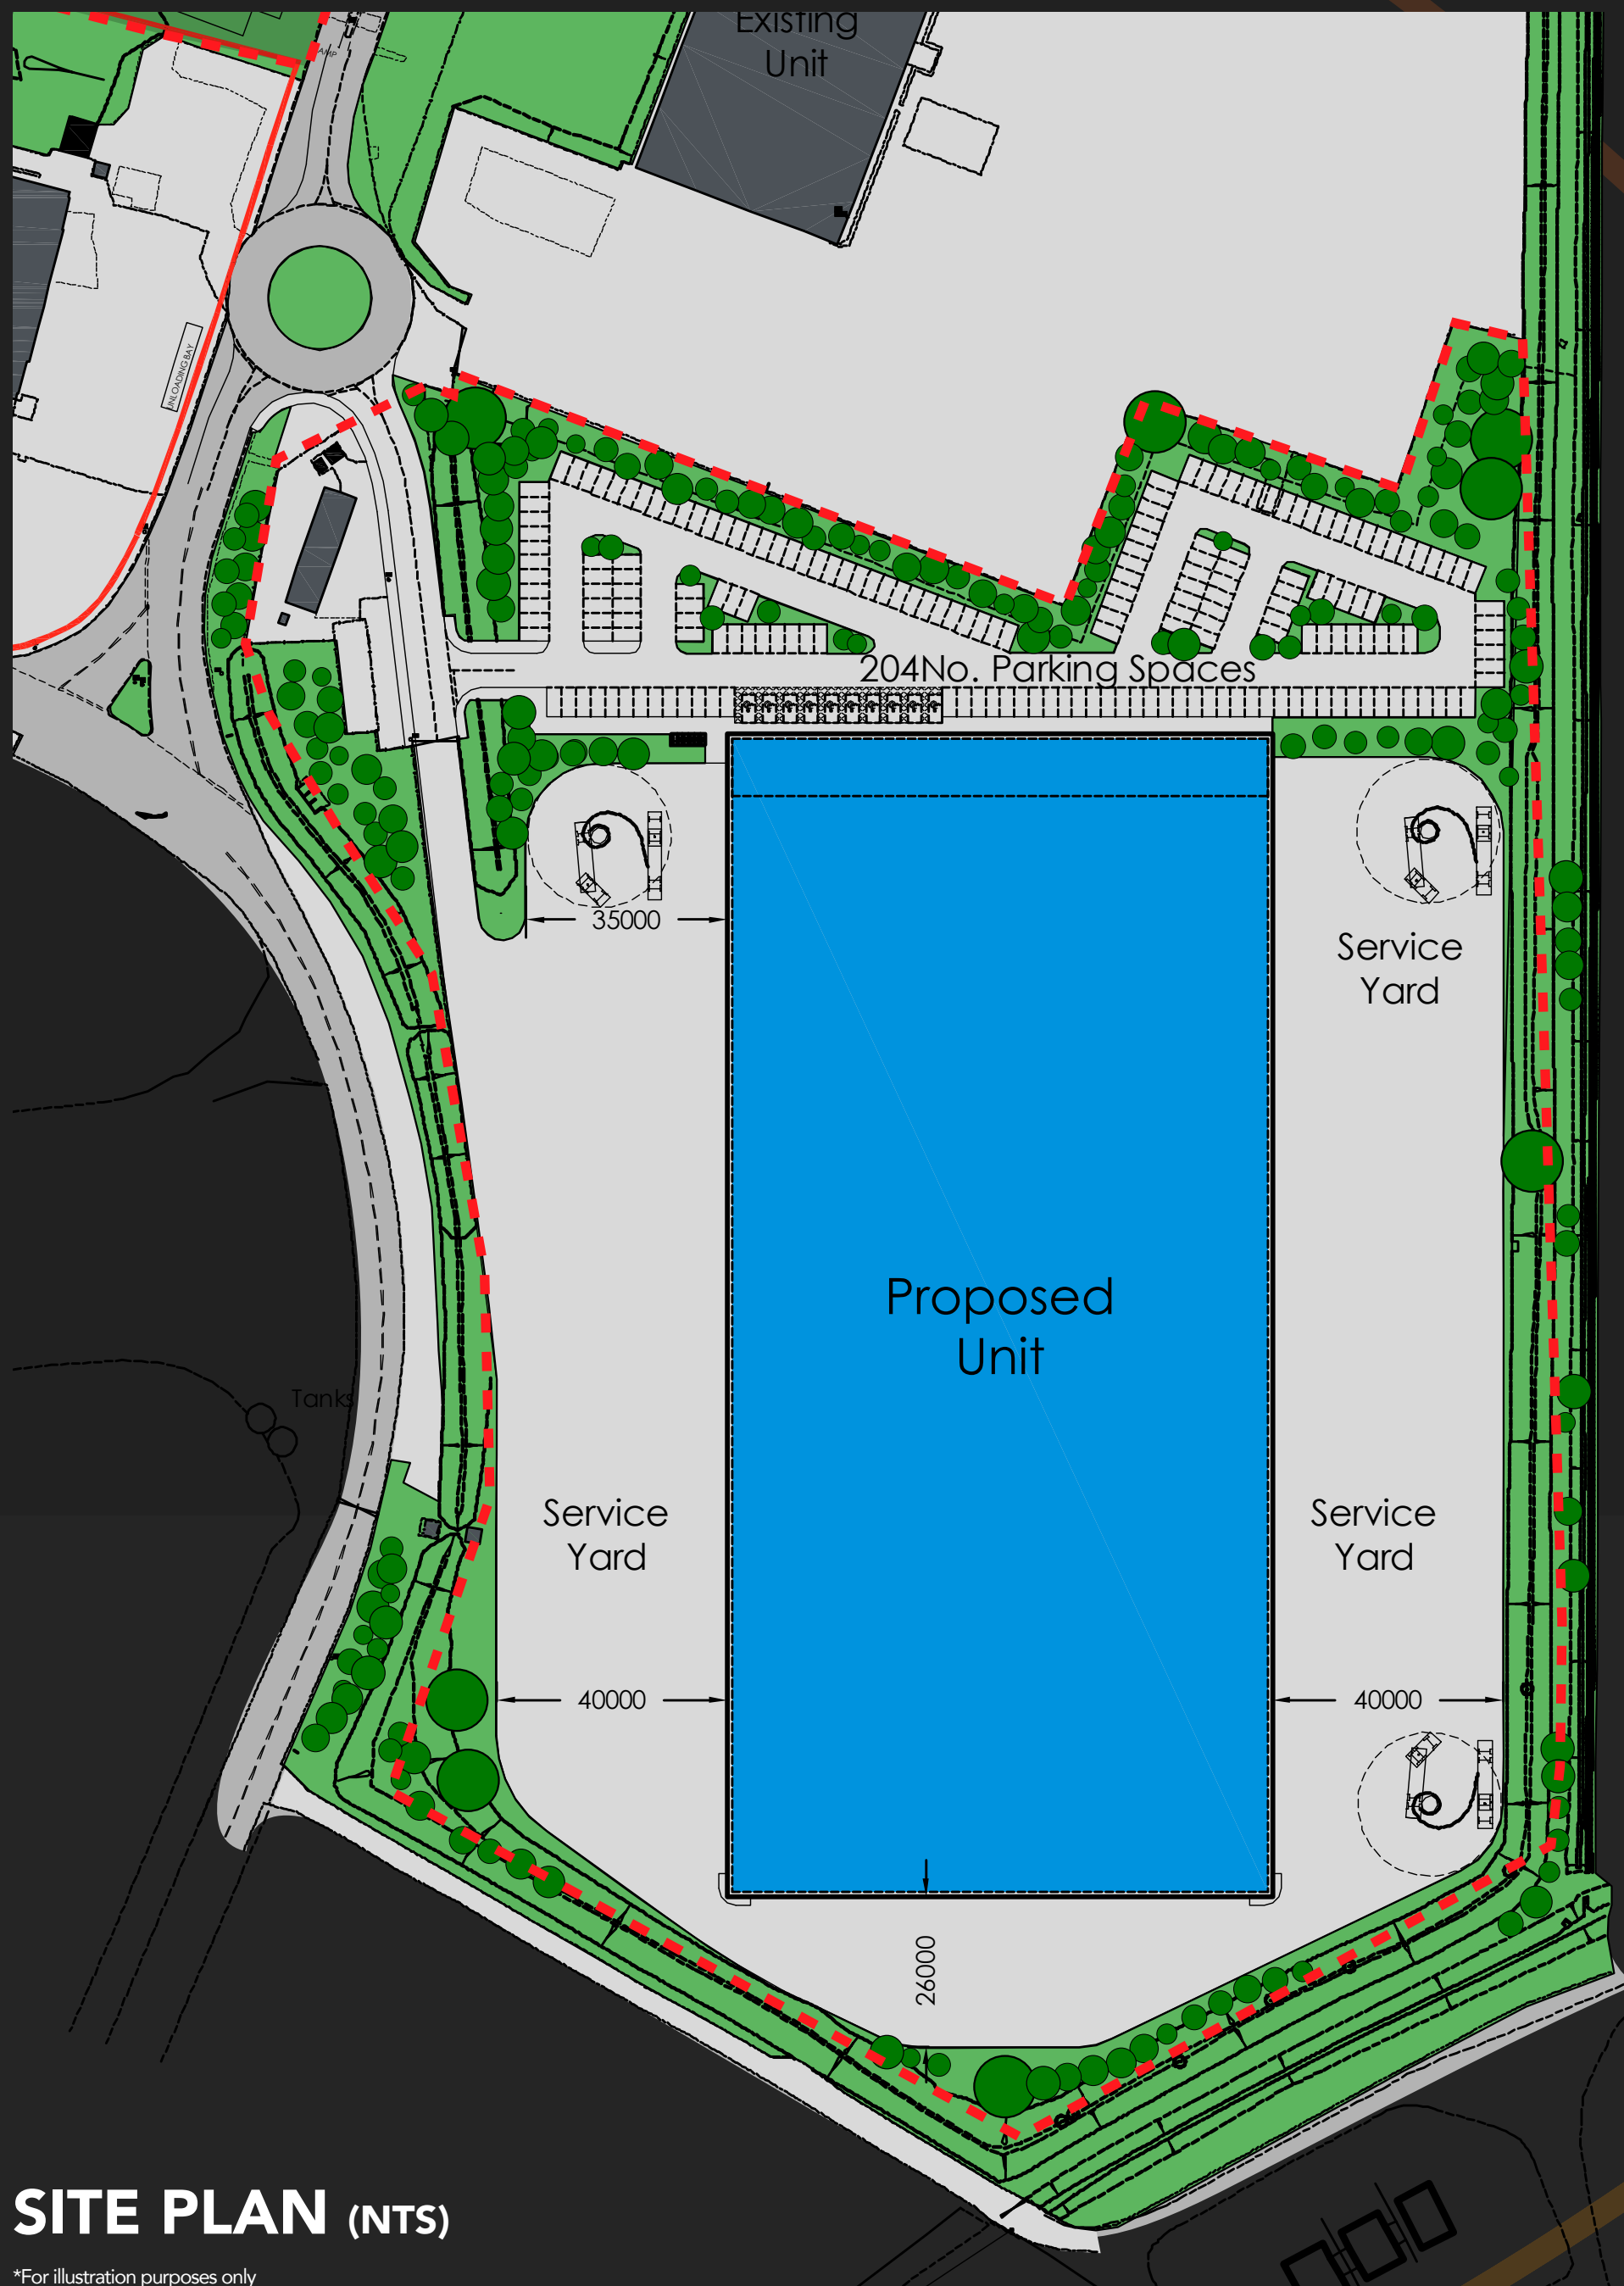 Existing
Unit
AMP
UNLOADING BAY
204No. Parking Spaces
35000
Service
Yard
Proposed
Unit
Tanks
Service
Yard
Service
Yard
40000
40000
26000
SITE PLAN (NTS)
*For illustration purposes only